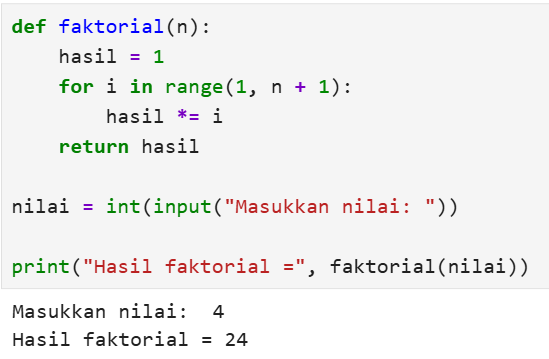 def faktorial(n):
    hasil = 1
    for i in range(1, n + 1):
        hasil *= i
    return hasil

nilai = int(input("Masukkan nilai: "))

print("Hasil faktorial =", faktorial(nilai))
Masukkan nilai:  4
Hasil faktorial = 24